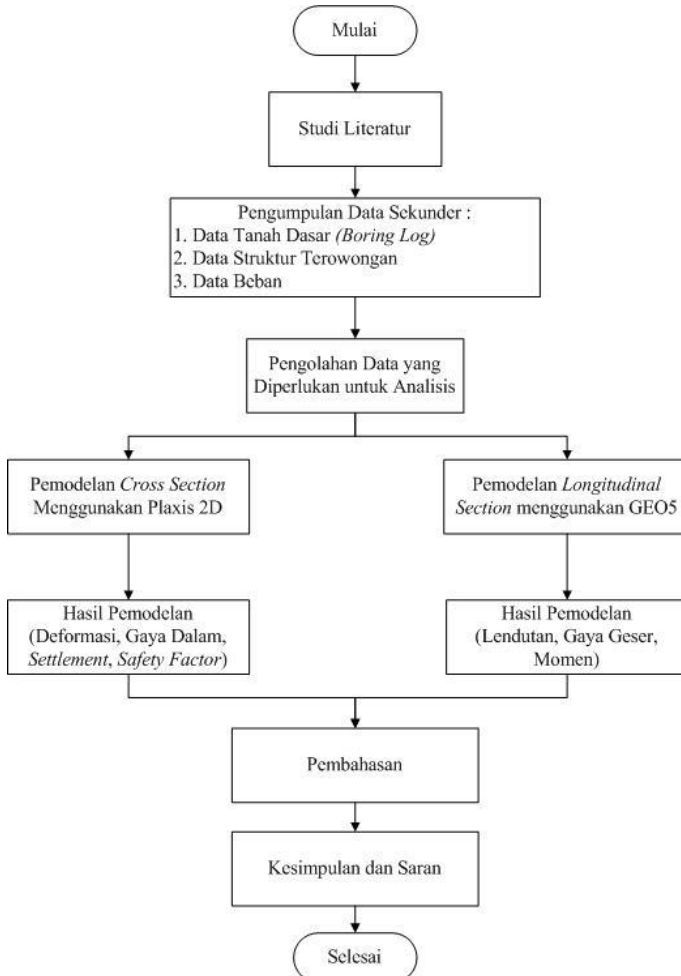 Mulai
Studi Literatur
Pengumpulan Data Sekunder :
1. Data Tanah Dasar (Boring Log)
2. Data Struktur Terowongan
3. Data Beban
Pengolahan Data yang
Diperlukan untuk Analisis
Pemodelan Cross Section
Menggunakan Plaxis 2D
Pemodelan Longitudinal
Section menggunakan GEO5
Hasil Pemodelan
(Deformasi, Gaya Dalam,
Settlement, Safety Factor)
Hasil Pemodelan
(Lendutan, Gaya Geser,
Momen)
Pembahasan
Kesimpulan dan Saran
Selesai